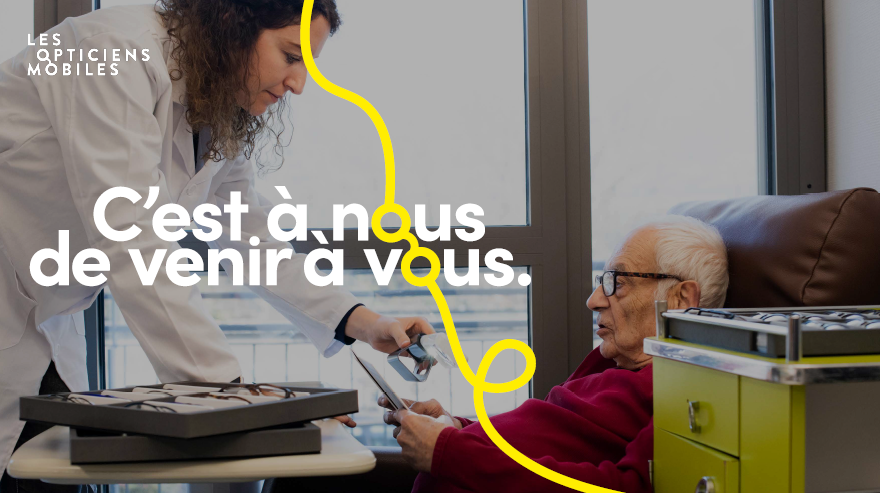 LES
OPTICIENS
MOBILES
C'est à nous
de venir à vous.